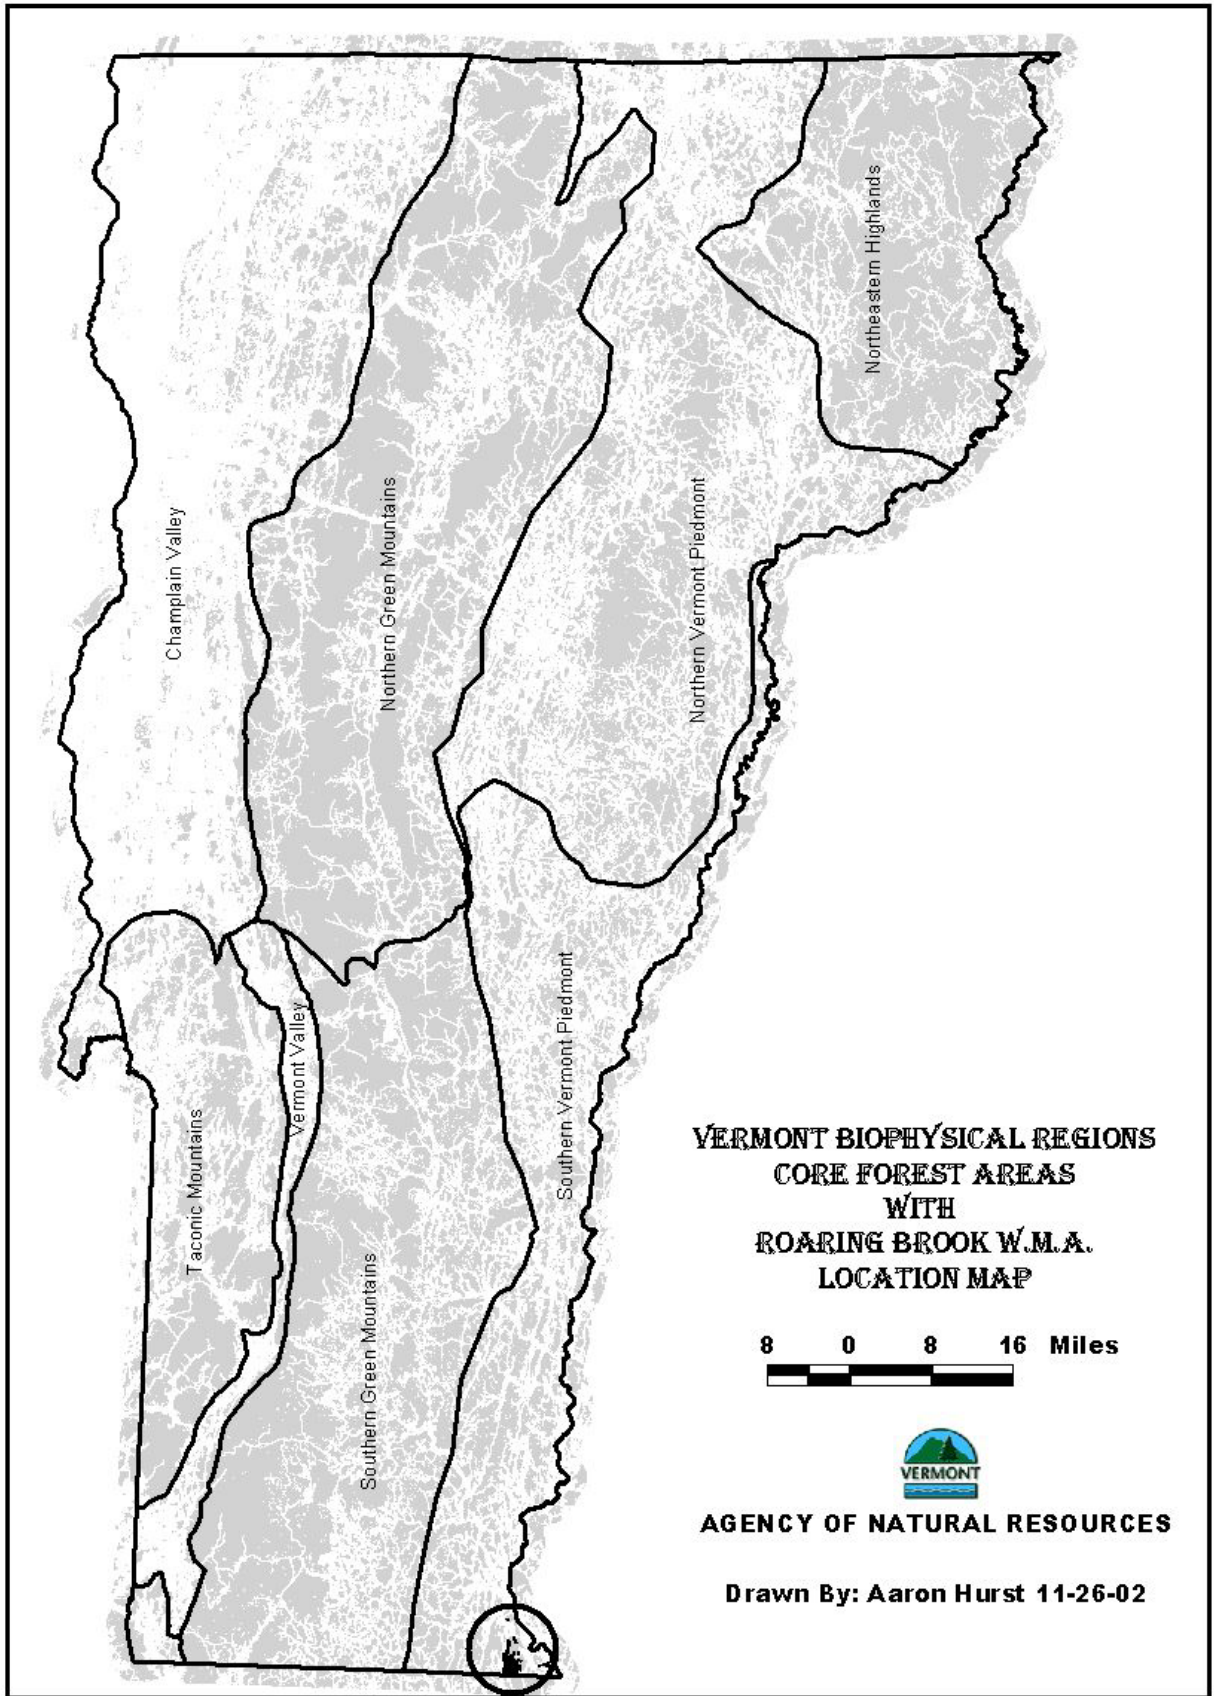 Northeastern Highlands
Champlain Valley
Northern Green Mountains
Northern Vermont Piedmont
Vermont Valley
Southern Vermont Piedmont
Taconic Mountains
Southern Green Mountains
VERMONT BIOPHYSICAL REGIONS
CORE FOREST AREAS
WITH
ROARING BROOK W.M.A.
LOCATION MAP
8 0 8 16 Miles
VERMONT
AGENCY OF NATURAL RESOURCES
Drawn By: Aaron Hurst 11-26-02